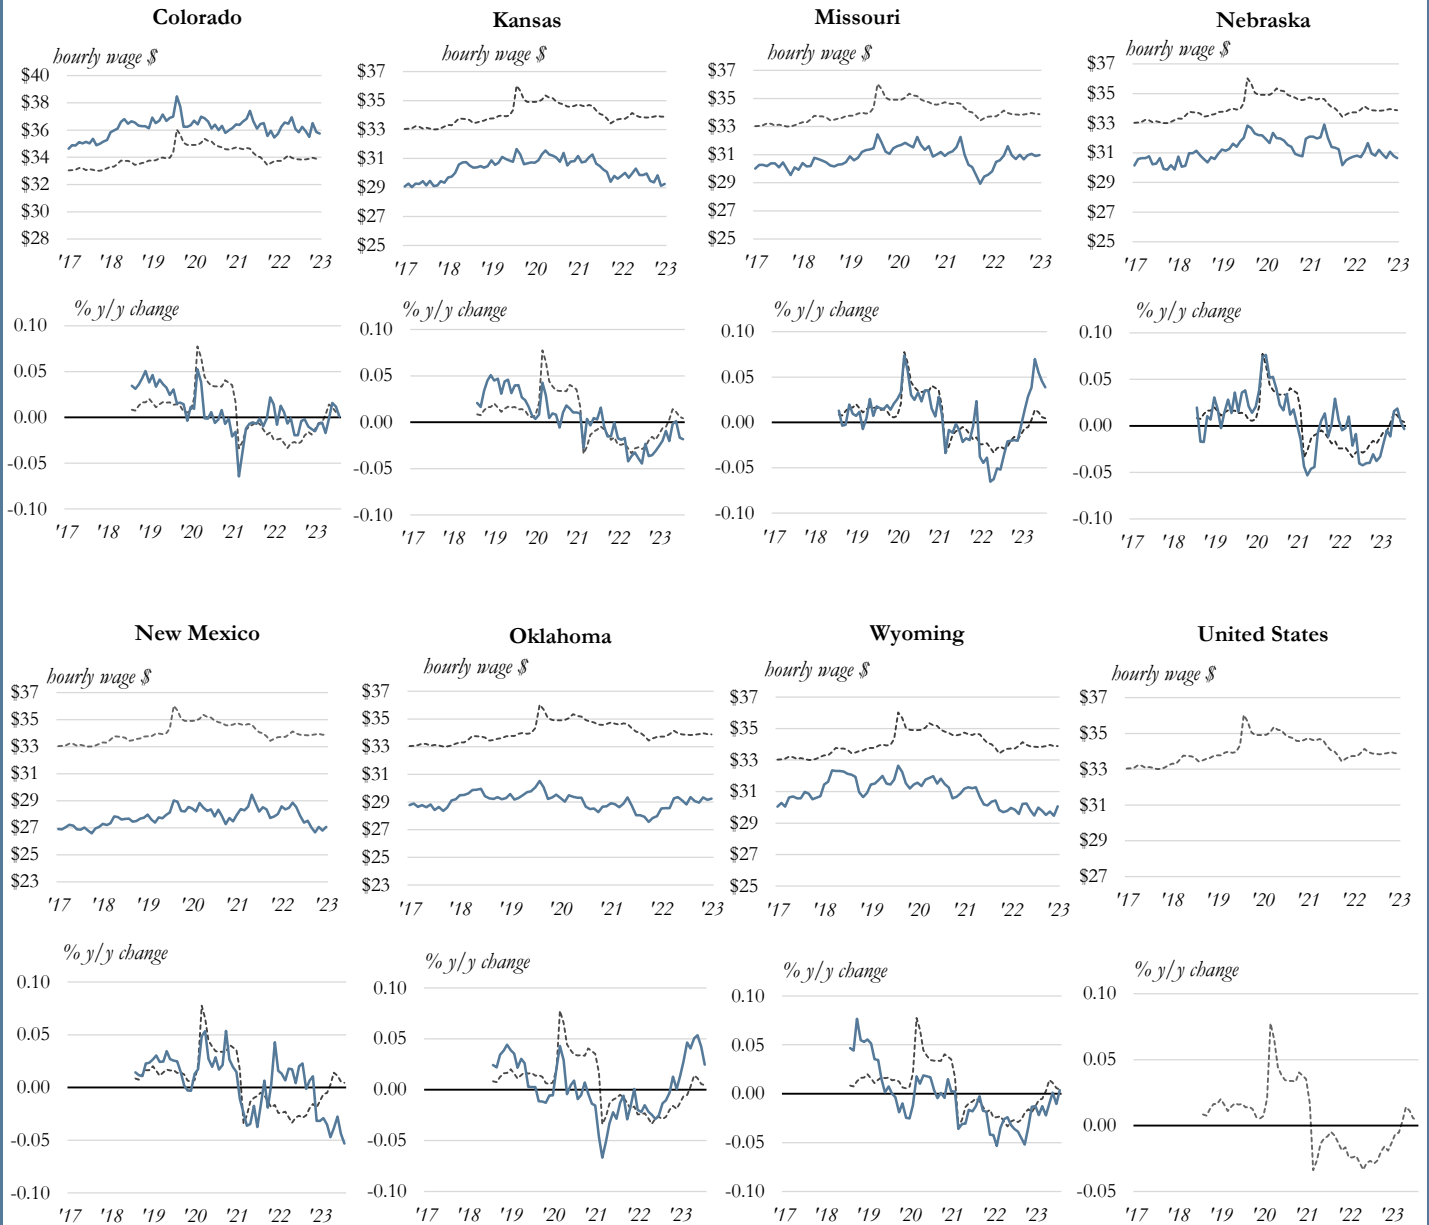 Colorado Kansas Missouri Nebraska
hourly wage $ hourly wage $ hourly wage $ hourly wage $
$40 $37 $37 $37
$38 $35 $35 $35
$36 $33 $33 $33
$34 $31 $31 $31
$32 $29 $29 $29
$30 $27 $27 $27
$28 $25 $25 $25
'17 '18 '19 '20 '21 '22 '23 '17 '18 '19 '20 '21 '22 '23 '17 '18 '19 '20 '21 '22 '23 '17 '18 '19 '20 '21 '22 '23
% y/y change % y/y change % y/y change % y/y change
0.10 0.10 0.10 0.10
0.05 0.05 0.05 0.05
0.00 0.00 0.00 0.00
-0.05 -0.05 -0.05 -0.05
-0.10 -0.10 -0.10 -0.10
'17 '18 '19 '20 '21 '22 '23 '17 '18 '19 '20 '21 '22 '23 '17 '18 '19 '20 '21 '22 '23 '17 '18 '19 '20 '21 '22 '23
New Mexico Oklahoma Wyoming United States
hourly wage $ hourly wage $ hourly wage $ hourly wage $
$37 $37 $37 $37
$35 $35 $35 $35
$33 $33 $33 $33
$31 $31 $31 $31
$29 $29 $29 $29
$27 $27 $27 $27
$25 $25 $25
$23 $23
'17 '18 '19 '20 '21 '22 '23 '17 '18 '19 '20 '21 '22 '23 '17 '18 '19 '20 '21 '22 '23 '17 '18 '19 '20 '21 '22 '23
% y/y change % y/y change % y/y change % y/y change
0.10 0.10 0.10 0.10
0.05 0.05 0.05 0.05
0.00 0.00 0.00 0.00
-0.05 -0.05 -0.05 -0.05
-0.10 -0.10 -0.10
'17 '18 '19 '20 '21 '22 '23 '17 '18 '19 '20 '21 '22 '23 '17 '18 '19 '20 '21 '22 '23 '17 '18 '19 '20 '21 '22 '23